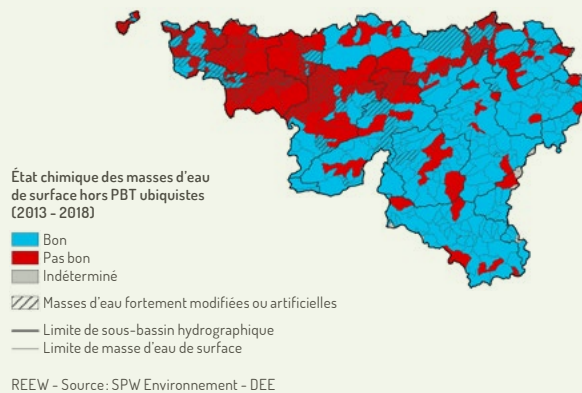 État chimique des masses d'eau
de surface hors PBT ubiquistes
(2013 - 2018)
Bon
Pas bon
Indéterminé
Masses d'eau fortement modifiées ou artificielles
Limite de sous-bassin hydrographique
Limite de masse d'eau de surface
REEW - Source: SPW Environnement - DEE